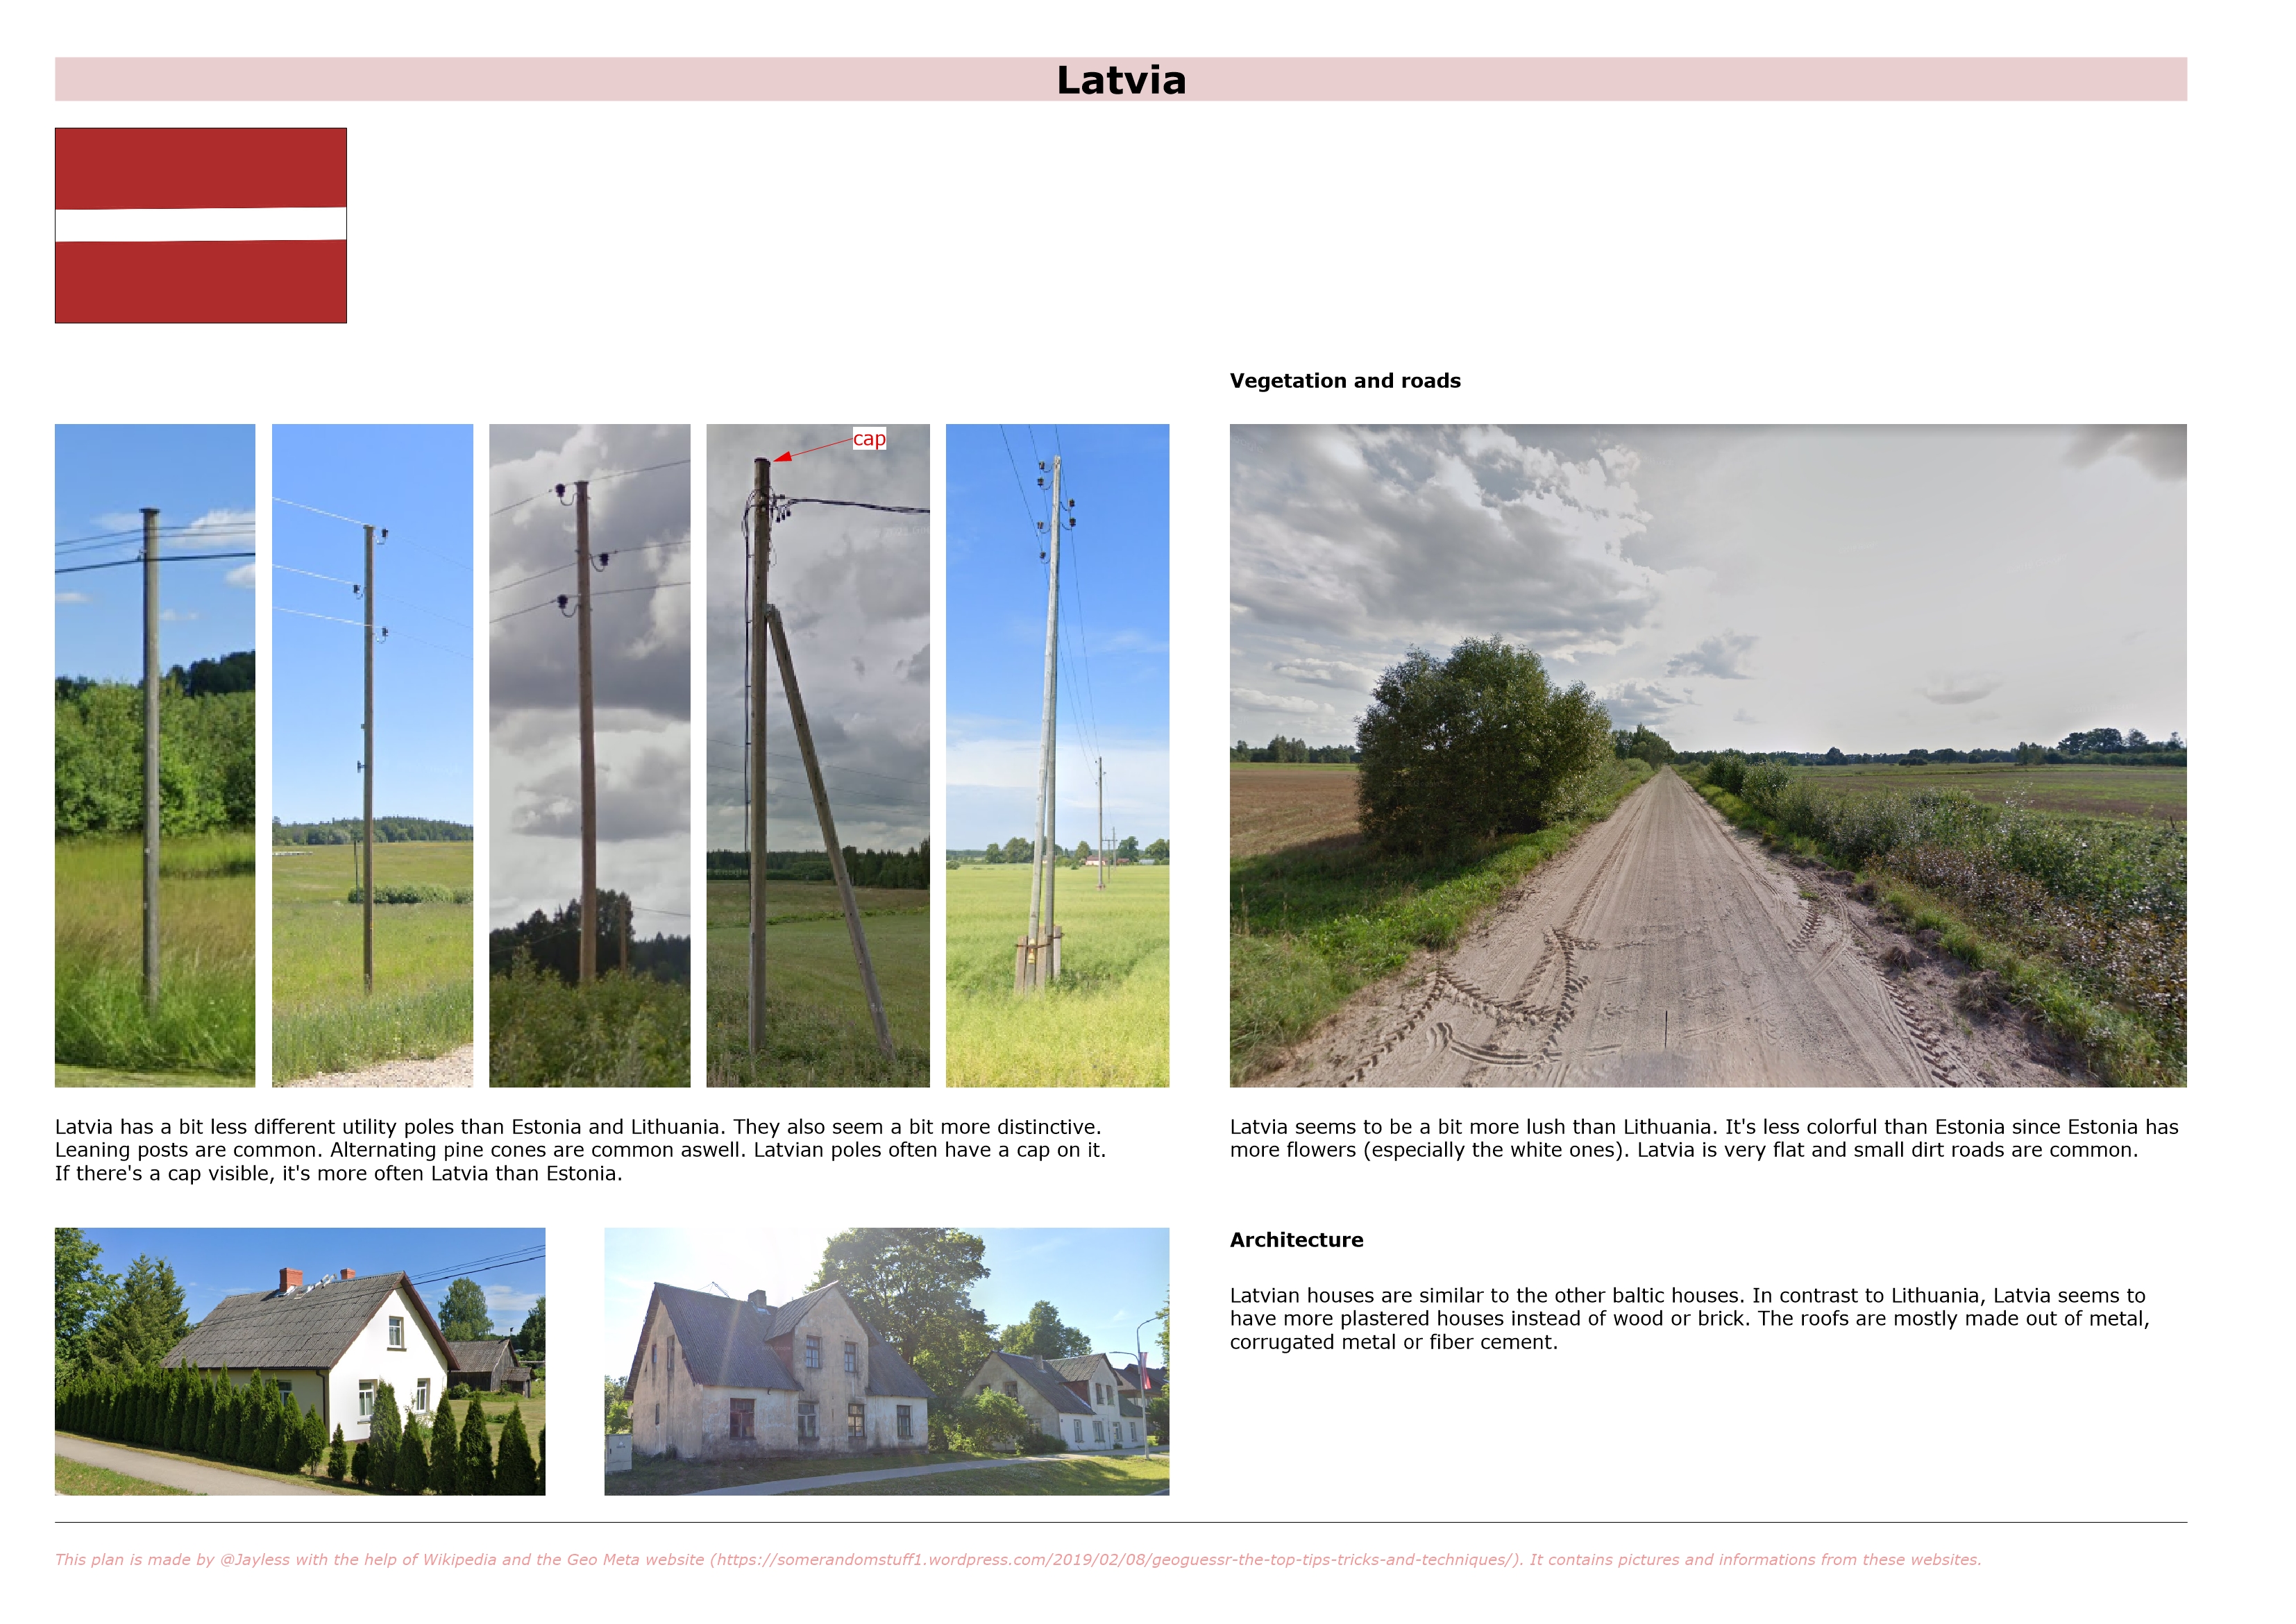 Latvia
Vegetation and roads
cap
Latvia has a bit less different utility poles than Estonia and Lithuania. They also seem a bit more distinctive.
Leaning posts are common. Alternating pine cones are common aswell. Latvian poles often have a cap on it.
If there's a cap visible, it's more often Latvia than Estonia.
Latvia seems to be a bit more lush than Lithuania. It's less colorful than Estonia since Estonia has
more flowers (especially the white ones). Latvia is very flat and small dirt roads are common.
Architecture
Latvian houses are similar to the other baltic houses. In contrast to Lithuania, Latvia seems to
have more plastered houses instead of wood or brick. The roofs are mostly made out of metal,
corrugated metal or fiber cement.
This plan is made by @Jayless with the help of Wikipedia and the Geo Meta website (https://somerandomstuff1.wordpress.com/2019/02/08/geoguessr-the-top-tips-tricks-and-techniques/). It contains pictures and informations from these websites.